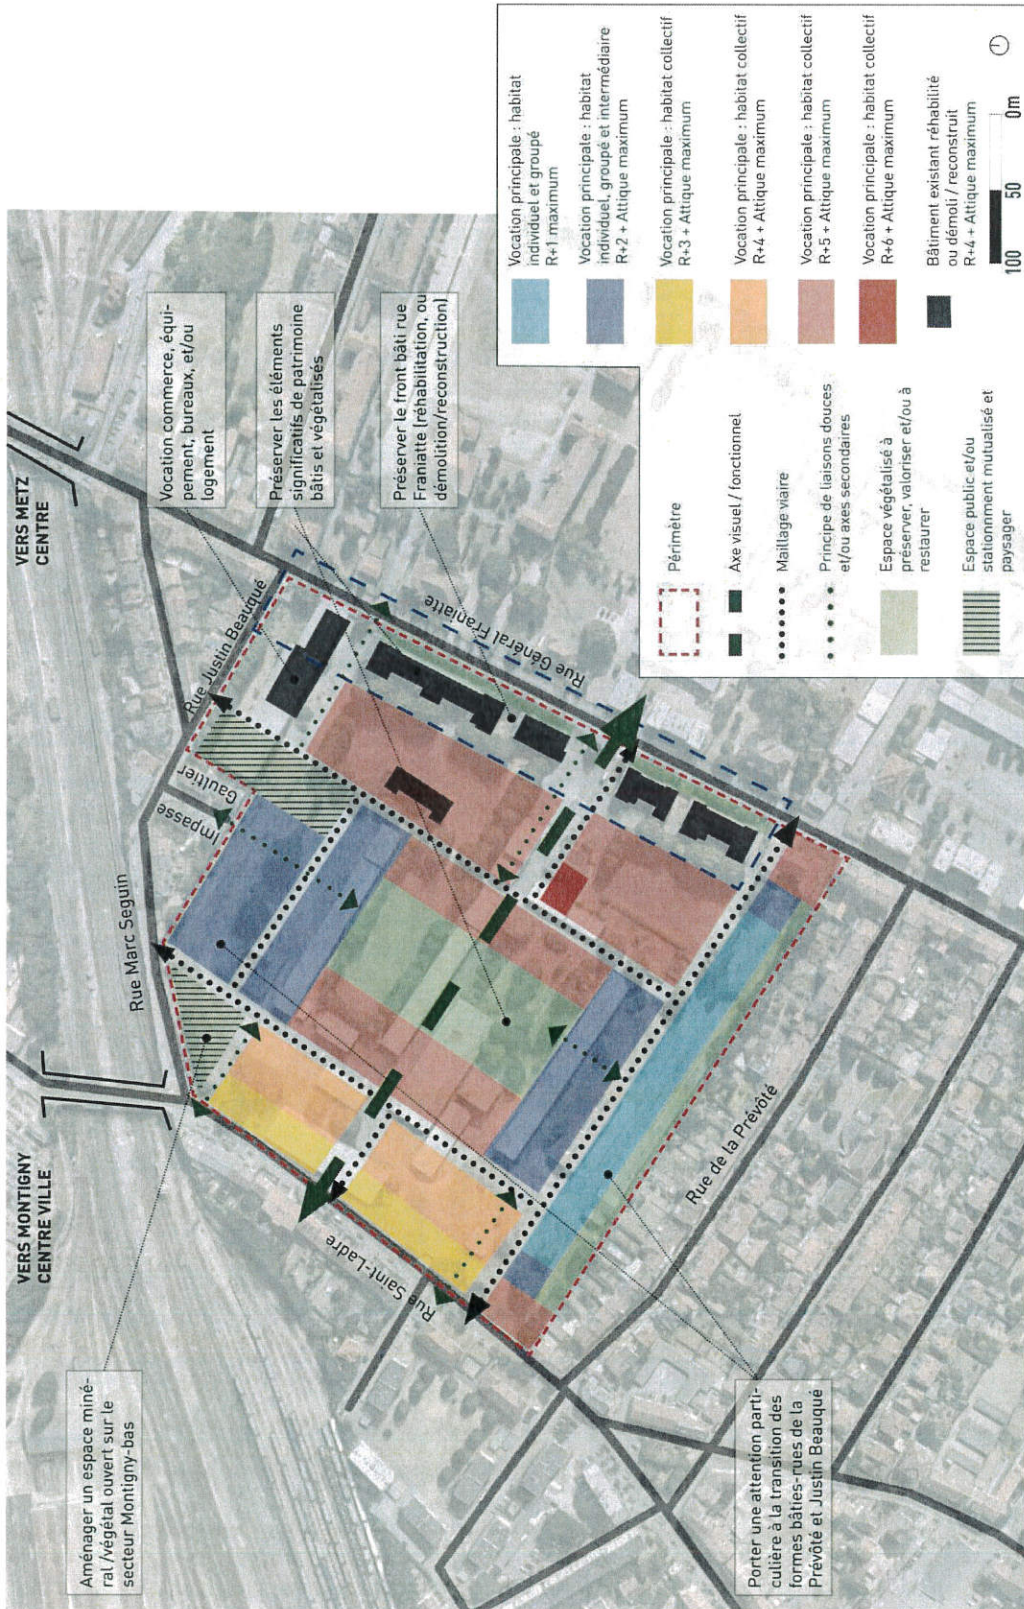 VERS MONTIGNY
CENTRE VILLE
VERS METZ
CENTRE
Aménager un espace miné-
ral /végétal ouvert sur le
secteur Montigny-bas
Vocation commerce, équi-
pement, bureaux, et/ou
logement
Préserver les éléments
significatifs de patrimoine
bâtis et végétalisés
Préserver le front bâti rue
Franiatte (réhabilitation, ou
démolition/reconstruction)
Porter une attention parti-
culière à la transition des
formes bâties-rues de la
Prévôté et Justin Beauqué
Rue Marc Seguin
Impasse
Gaultier
Rue Justin Beauqué
Rue Général Franiatte
Rue Saint-Ladre
Rue de la Prévôté
Périmètre
Axe visuel / fonctionnel
Maillage viaire
Principe de liaisons douces
et/ou axes secondaires
Espace végétalisé à
préserver, valoriser et/ou à
restaurer
Espace public et/ou
stationnment mutualisé et
paysager
Vocation principale : habitat
individuel et groupé
R+1 maximum
Vocation principale : habitat
individuel, groupé et intermédiaire
R+2 + Attique maximum
Vocation principale : habitat collectif
R+3 + Attique maximum
Vocation principale : habitat collectif
R+4 + Attique maximum
Vocation principale : habitat collectif
R+5 + Attique maximum
Vocation principale : habitat collectif
R+6 + Attique maximum
Bâtiment existant réhabilité
ou démoli / reconstruit
R+4 + Attique maximum
100 50 0m